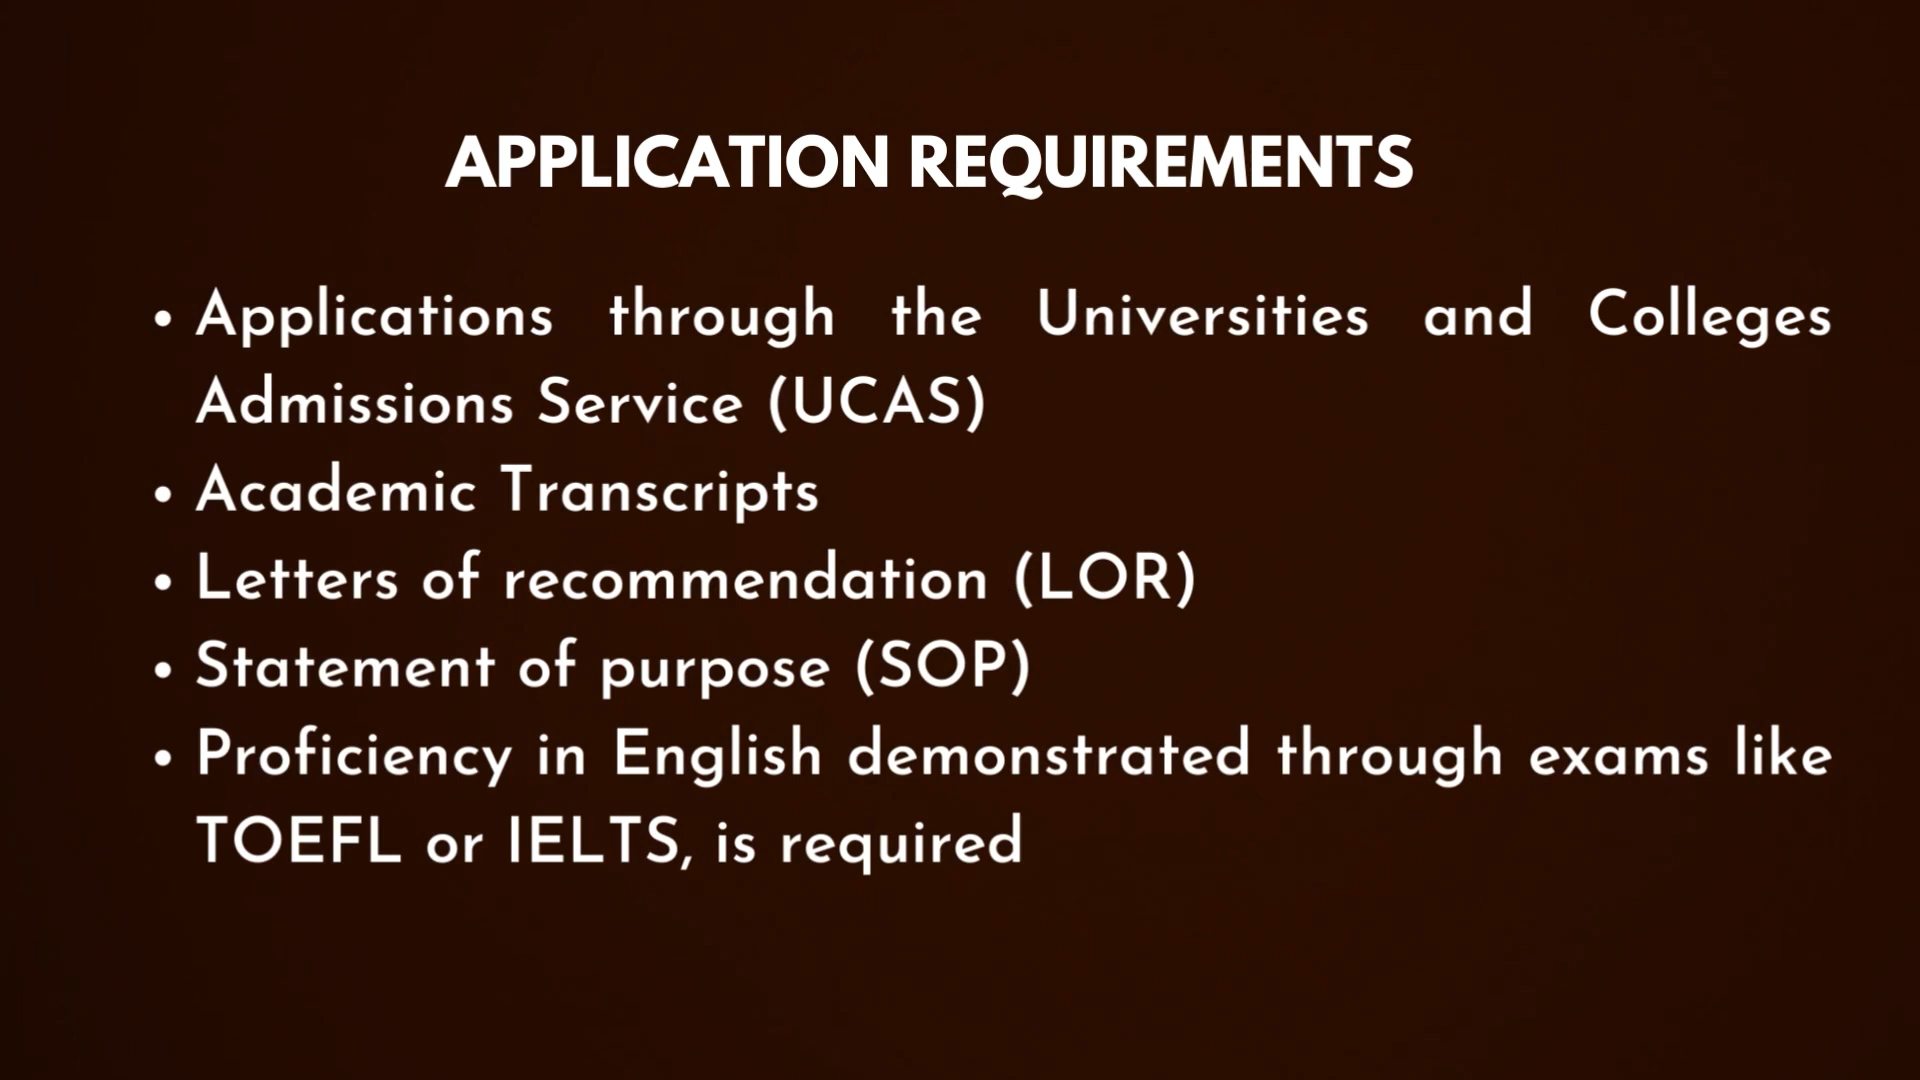 APPLICATION REQUIREMENTS
• Applications through the Universities and Colleges
Admissions Service (UCAS)
• Academic Transcripts
• Letters of recommendation (LOR)
• Statement of purpose (SOP)
• Proficiency in English demonstrated through exams like
TOEFL or IELTS, is required